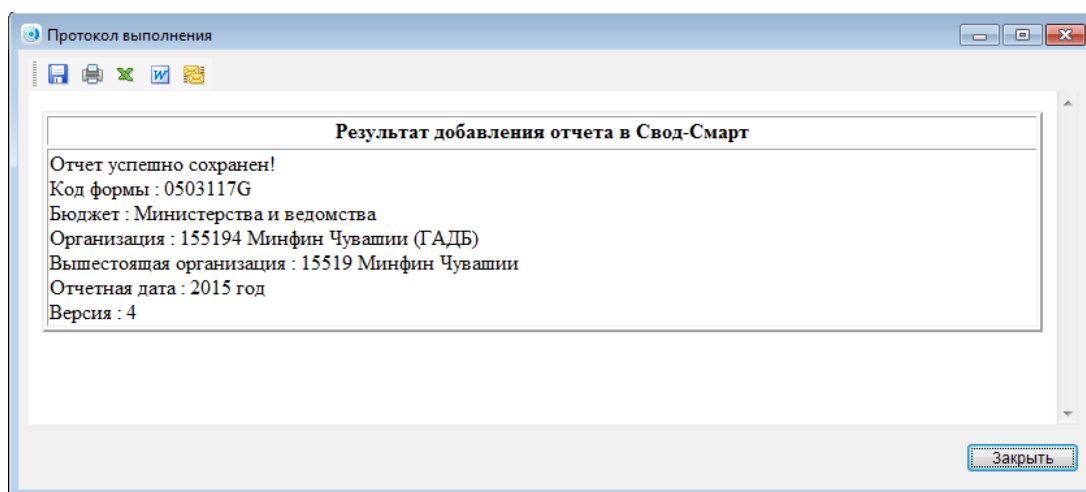 Протокол выполнения
Результат добавления отчета в Свод-Смарт
Отчет успешно сохранен!
Код формы : 0503117G
Бюджет : Министерства и ведомства
Организация : 155194 Минфин Чувашии (ГАДБ)
Вышестоящая организация : 15519 Минфин Чувашии
Отчетная дата : 2015 год
Версия : 4
Закрыть